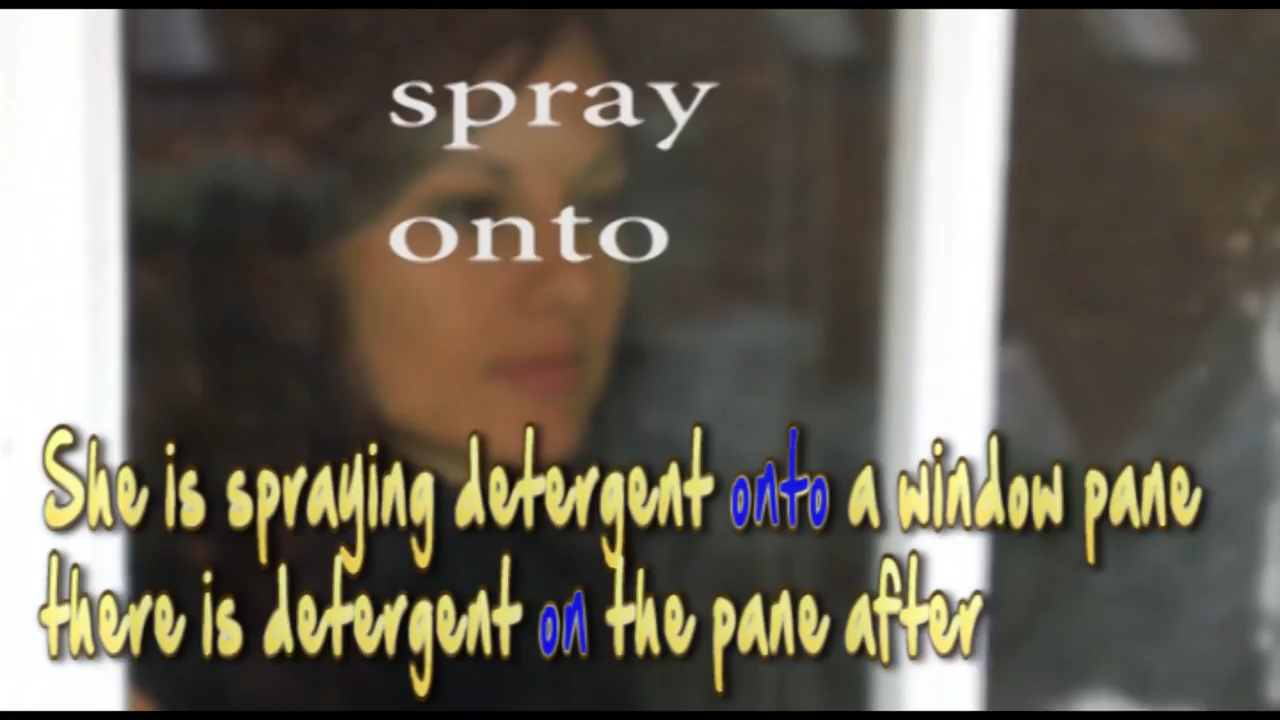 spray
onto
She is spraying detergent onto a window pane
there is detergent on the pane after